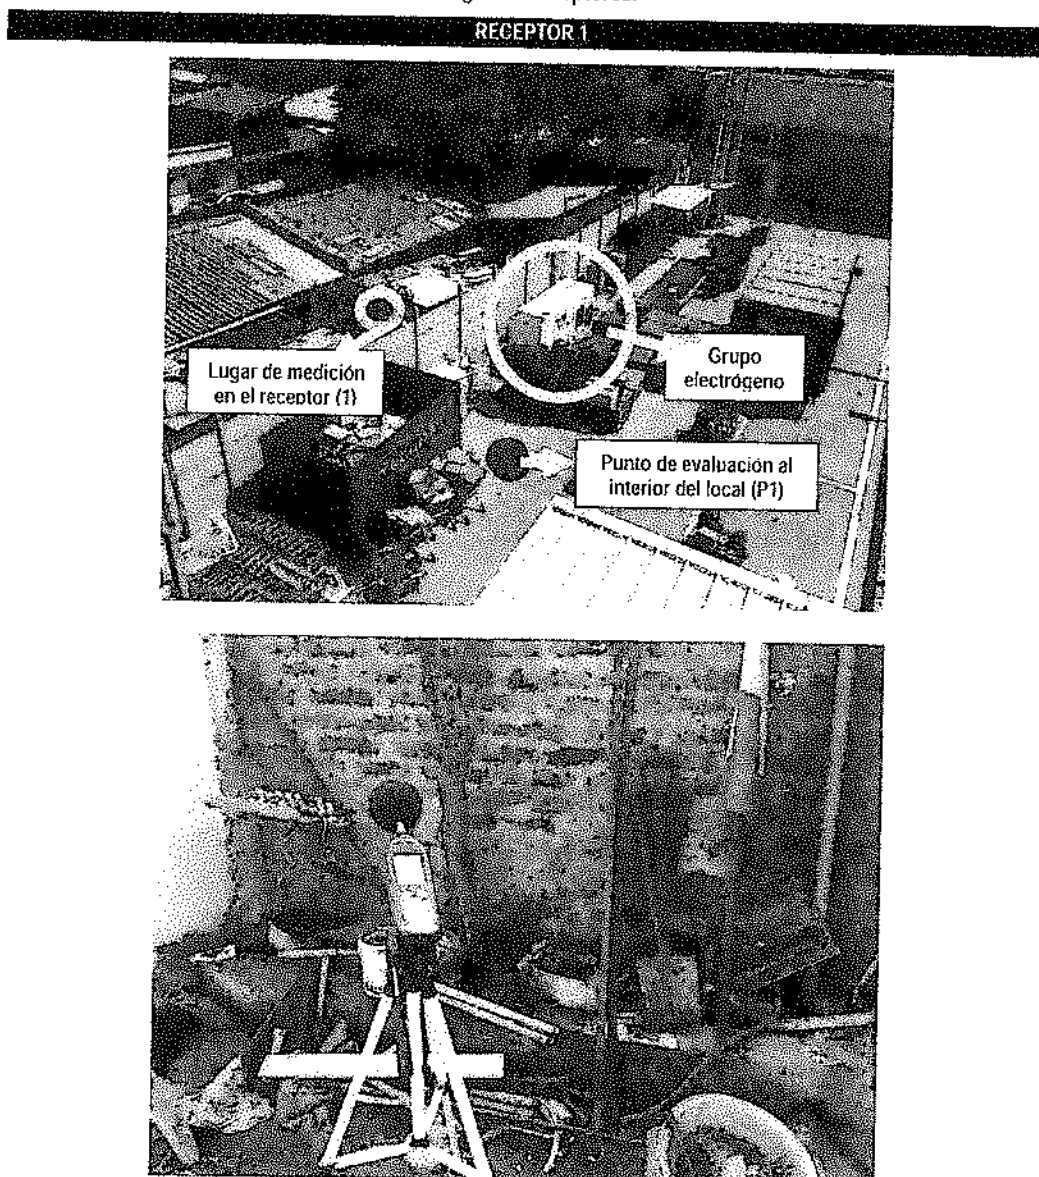 RECEPTOR 1
Lugar de medición
en el receptor (1)
Grupo
electrógeno
Punto de evaluación al
interior del local (P1)